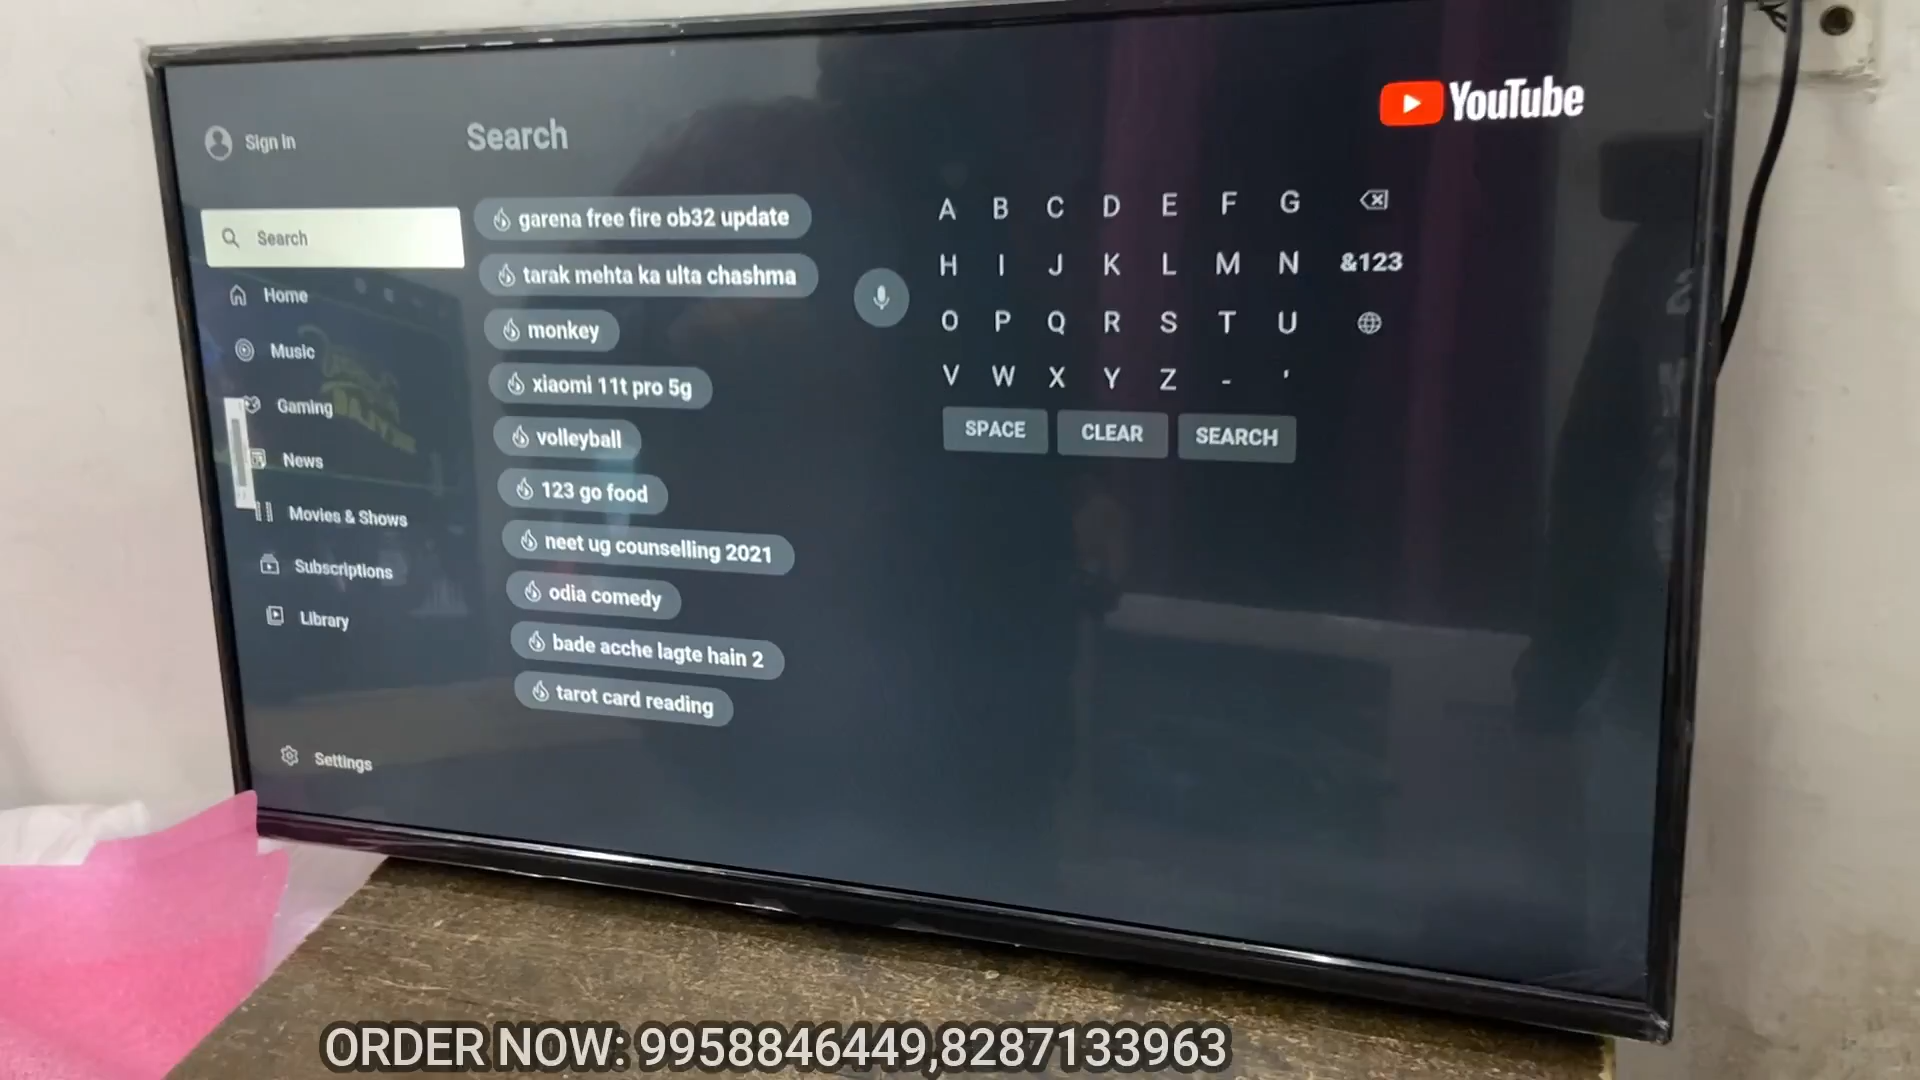 Sign in
Search
YouTube
Search
Home
Music
Gaming
News
Movies & Shows
Subscriptions
Library
Settings
garena free fire ob32 update
tarak mehta ka ulta chashma
monkey
xiaomi 11t pro 5g
volleyball
123 go food
neet ug counselling 2021
odia comedy
bade acche lagte hain 2
tarot card reading
A B C D E F G
H I J K L M N &123
O P Q R S T U
V W X Y Z - '
SPACE CLEAR SEARCH
ORDER NOW: 9958846449,8287133963